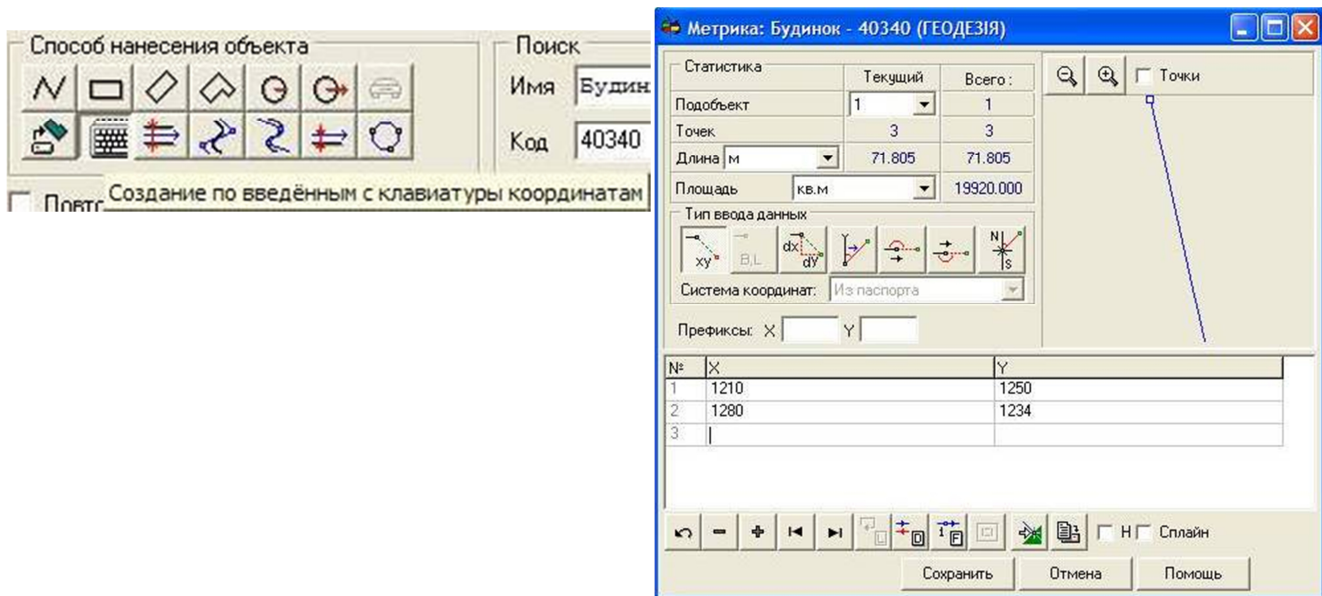 Способ нанесения объекта
Поиск
Имя Будин
Код 40340
Создание по введённым с клавиатуры координатам
Метрика: Будинок - 40340 (ГЕОДЕЗІЯ)
Статистика
Текущий Всего :
Подобъект 1 1
Точек 3 3
Длина м 71.805 71.805
Площадь кв.м 19920.000
Точки
Тип ввода данных
xy B,L dx dy Y N S
Система координат: Из паспорта
Префиксы: X Y
№ X Y
1 1210 1250
2 1280 1234
3
L D 1 F Н Сплайн
Сохранить Отмена Помощь